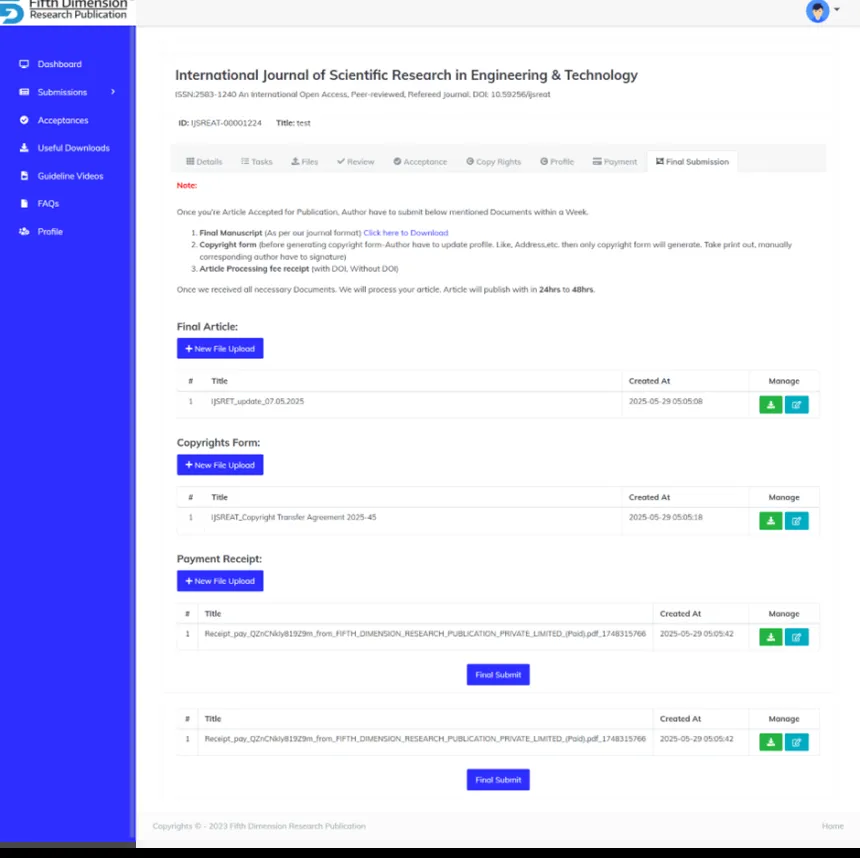 Fifth Dimension
Research Publication
Dashboard
Submissions
Acceptances
Useful Downloads
Guideline Videos
FAQs
Profile
International Journal of Scientific Research in Engineering & Technology
ISSN:2583-1240 An International Open Access, Peer-reviewed, Refereed Journal, DOI: 10.59256/ijsreat
ID: IJSREAT-00001224 Title: test
Details Tasks Files Review Acceptance Copy Rights Profile Payment Final Submission
Note:
Once you're Article Accepted for Publication, Author have to submit below mentioned Documents within a Week.
1. Final Manuscript (As per our journal format) Click here to Download
2. Copyright form (before generating copyright form-Author have to update profile. Like, Address,etc. then only copyright form will generate. Take print out, manually
corresponding author have to signature)
3. Article Processing fee receipt (with DOI, Without DOI)
Once we received all necessary Documents. We will process your article. Article will publish with in 24hrs to 48hrs.
Final Article:
+ New File Upload
# Title Created At Manage
1 IJSRET_update_07.05.2025 2025-05-29 05:05:08
Copyrights Form:
+ New File Upload
# Title Created At Manage
1 IJSREAT_Copyright Transfer Agreement 2025-45 2025-05-29 05:05:18
Payment Receipt:
+ New File Upload
# Title Created At Manage
1 Receipt_pay_QZnCNkIy819Z9m_from_FIFTH_DIMENSION_RESEARCH_PUBLICATION_PRIVATE_LIMITED_(Paid).pdf_1748315766 2025-05-29 05:05:42
Final Submit
# Title Created At Manage
1 Receipt_pay_QZnCNkIy819Z9m_from_FIFTH_DIMENSION_RESEARCH_PUBLICATION_PRIVATE_LIMITED_(Paid).pdf_1748315766 2025-05-29 05:05:42
Final Submit
Copyrights © - 2023 Fifth Dimension Research Publication Home